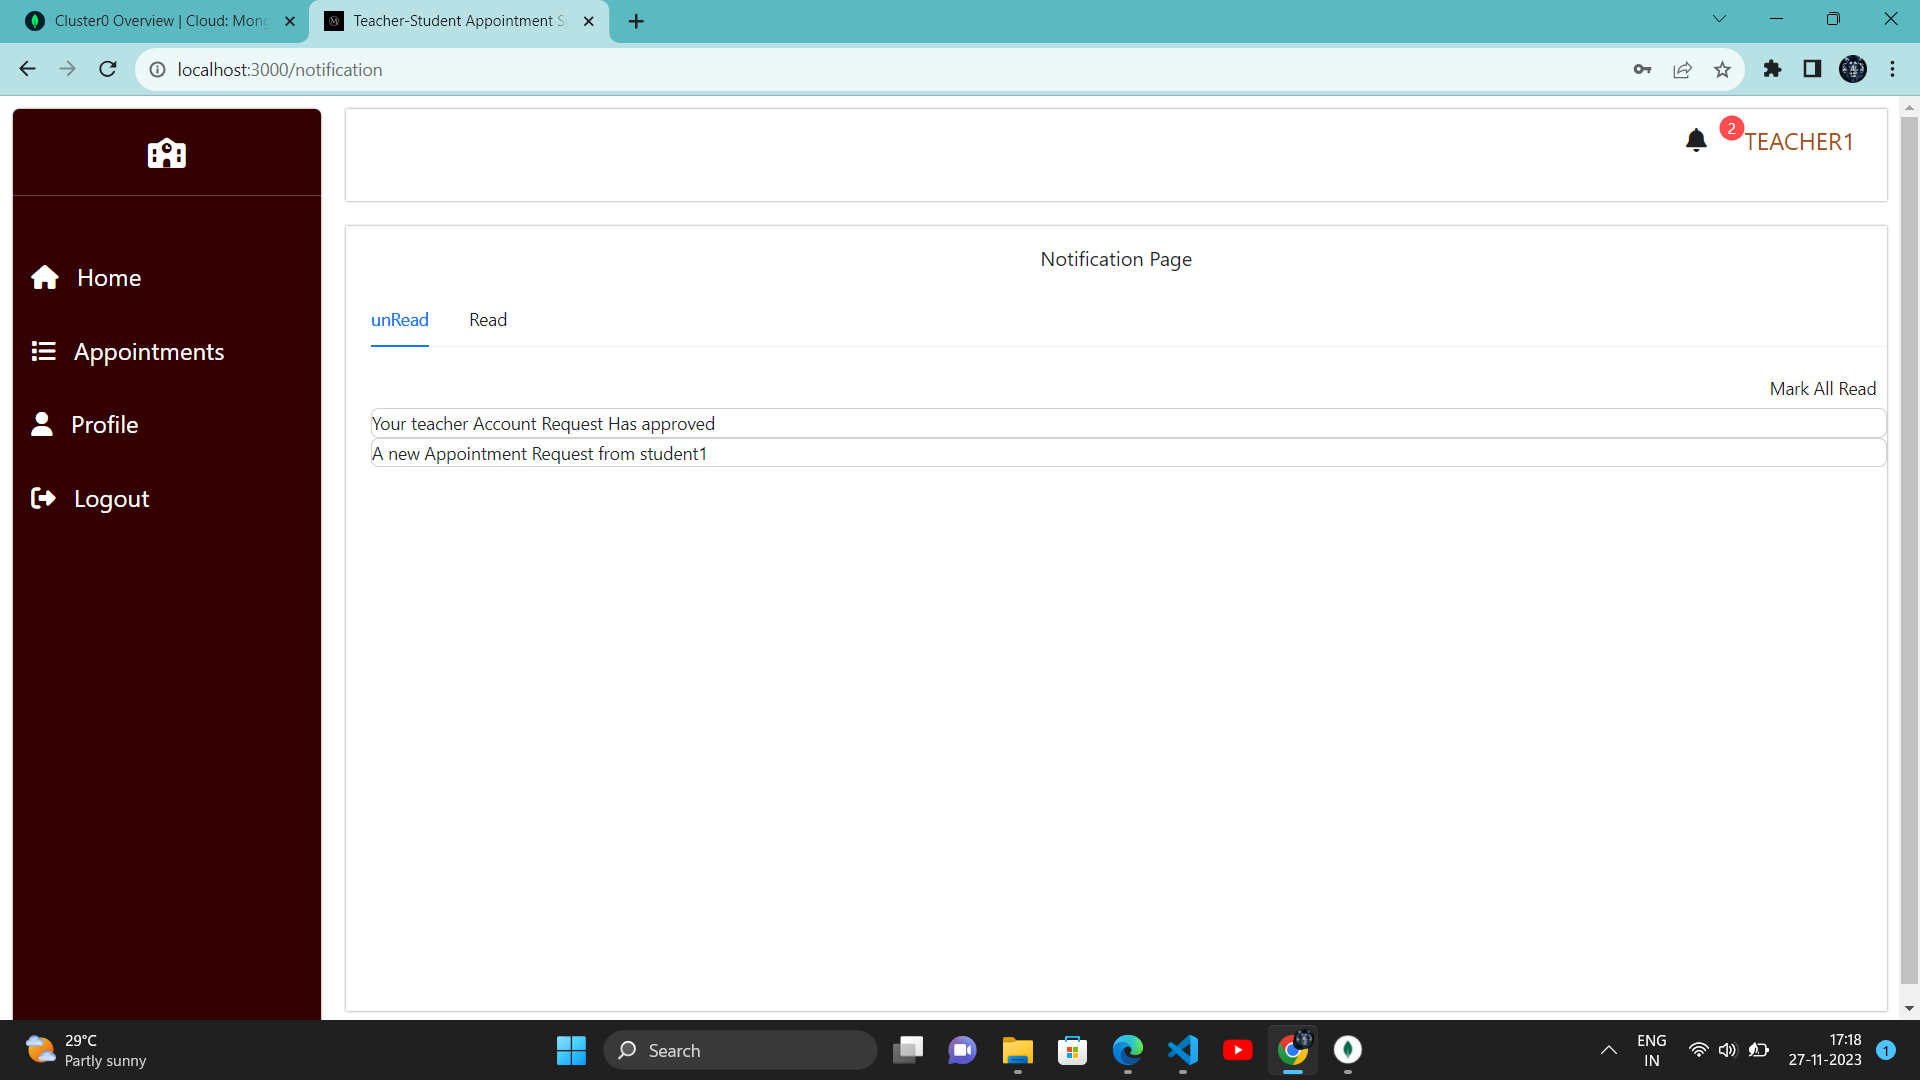 Cluster0 Overview | Cloud: Mong
Teacher-Student Appointment Sy
localhost:3000/notification
2
TEACHER1
Home
Appointments
Profile
Logout
Notification Page
unRead Read
Mark All Read
Your teacher Account Request Has approved
A new Appointment Request from student1
29°C
Partly sunny
Search
ENG
IN
17:18
27-11-2023
1